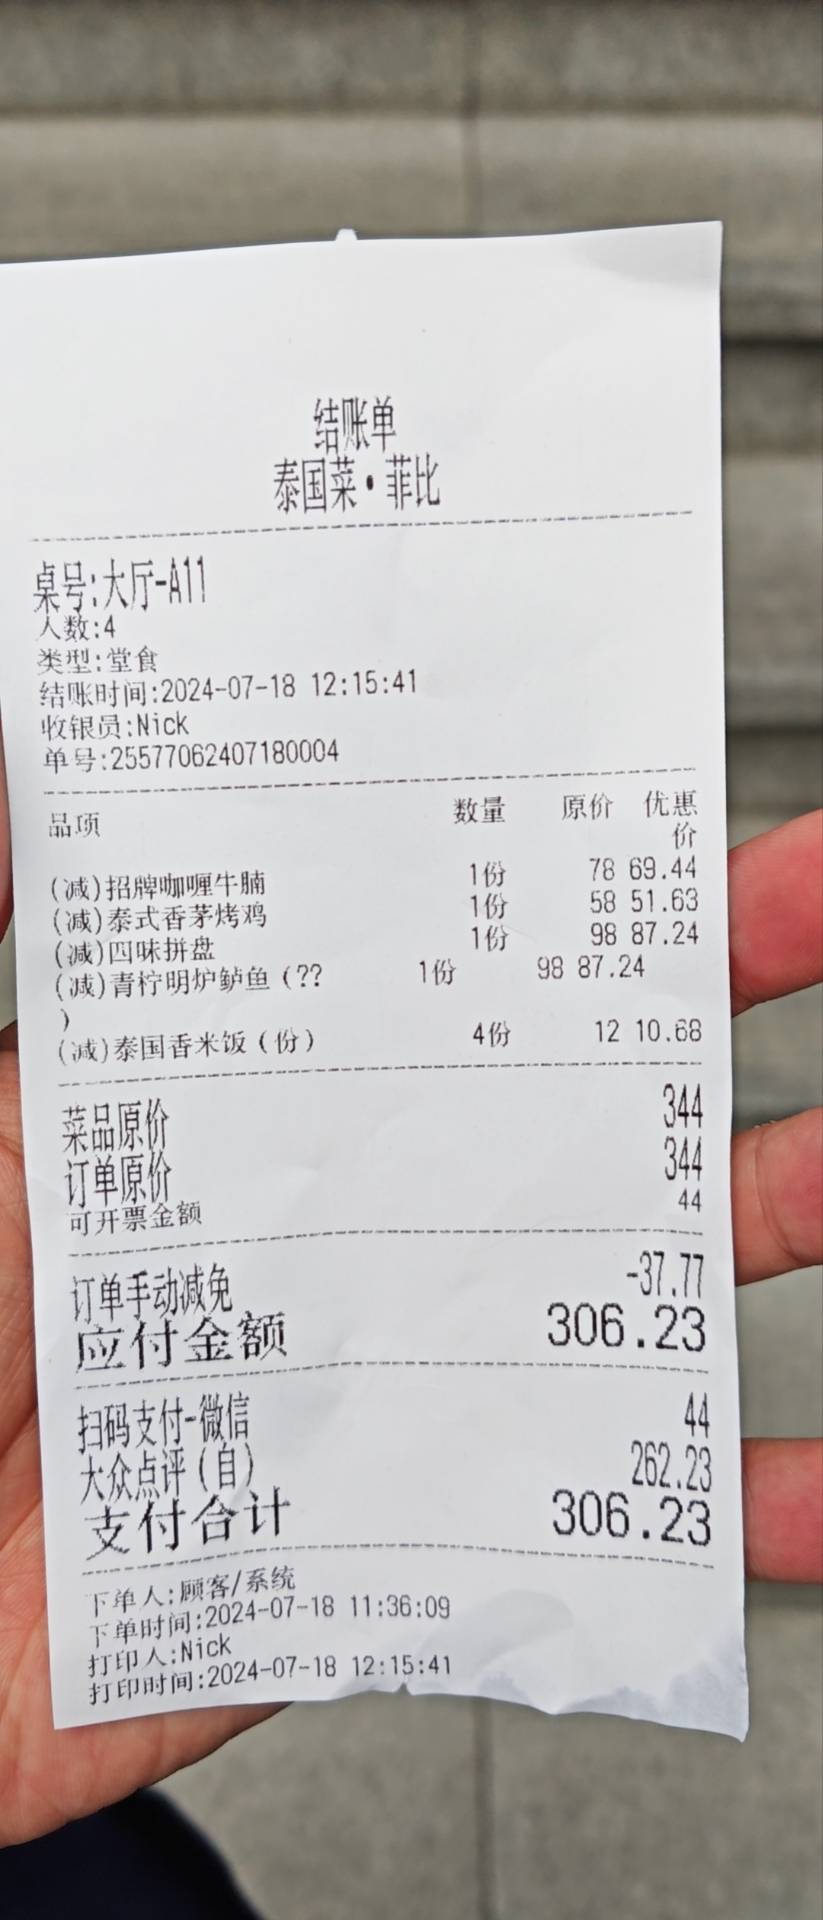 结账单
泰国菜·菲比
桌号:大厅-A11
人数:4
类型:堂食
结账时间:2024-07-18 12:15:41
收银员:Nick
单号:25577062407180004
品项 数量 原价 优惠
价
(减)招牌咖喱牛腩 1份 78 69.44
(减)泰式香茅烤鸡 1份 58 51.63
(减)四味拼盘 1份 98 87.24
(减)青柠明炉鲈鱼(?? 1份 98 87.24
)
(减)泰国香米饭(份) 4份 12 10.68
菜品原价 344
订单原价 344
可开票金额 44
订单手动减免 -37.77
应付金额 306.23
扫码支付-微信 44
大众点评(自) 262.23
支付合计 306.23
下单人:顾客/系统
下单时间:2024-07-18 11:36:09
打印人:Nick
打印时间:2024-07-18 12:15:41